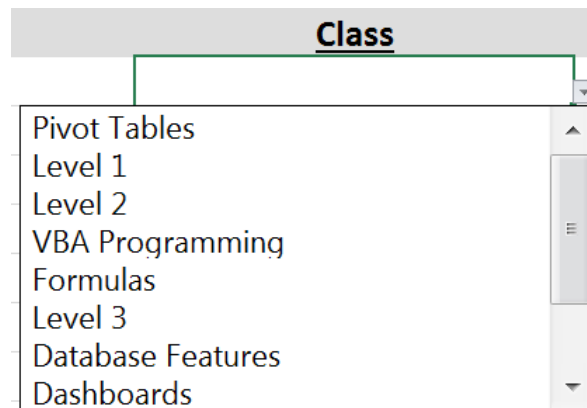 Class
Pivot Tables
Level 1
Level 2
VBA Programming
Formulas
Level 3
Database Features
Dashboards